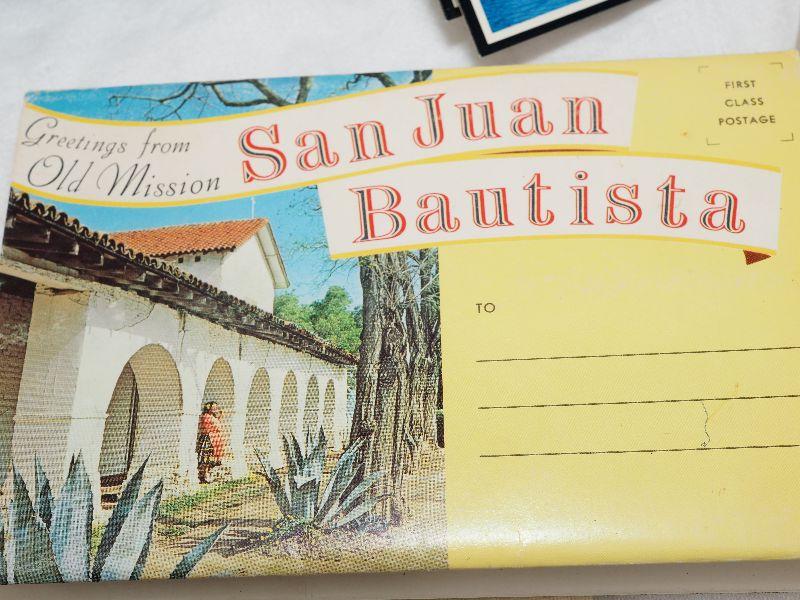 Greetings from
Old Mission
San Juan
Bautista
FIRST
CLASS
POSTAGE
TO